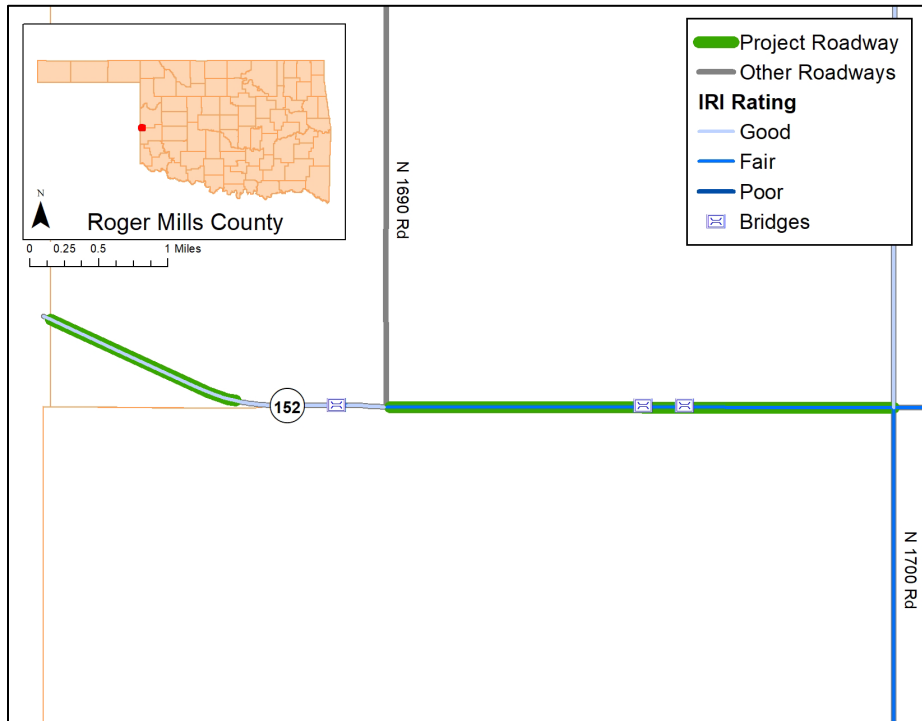 N
Roger Mills County
0 0.25 0.5 1 Miles
Project Roadway
Other Roadways
IRI Rating
Good
Fair
Poor
Bridges
N 1690 Rd
152
N 1700 Rd